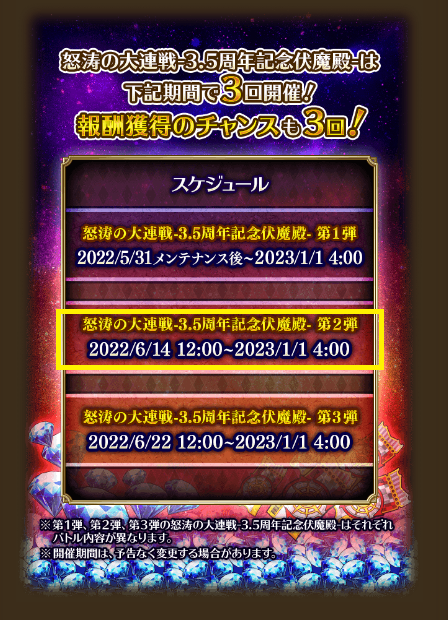 怒涛の大連戦-3.5周年記念伏魔殿-は
下記期間で3回開催!
報酬獲得のチャンスも3回!
スケジュール
怒涛の大連戦-3.5周年記念伏魔殿- 第1弾
2022/5/31メンテナンス後~2023/1/1 4:00
怒涛の大連戦-3.5周年記念伏魔殿- 第2弾
2022/6/14 12:00~2023/1/1 4:00
怒涛の大連戦-3.5周年記念伏魔殿- 第3弾
2022/6/22 12:00~2023/1/1 4:00
※第1弾、第2弾、第3弾の怒涛の大連戦-3.5周年記念伏魔殿-はそれぞれ
バトル内容が異なります。
※開催期間は、予告なく変更する場合があります。